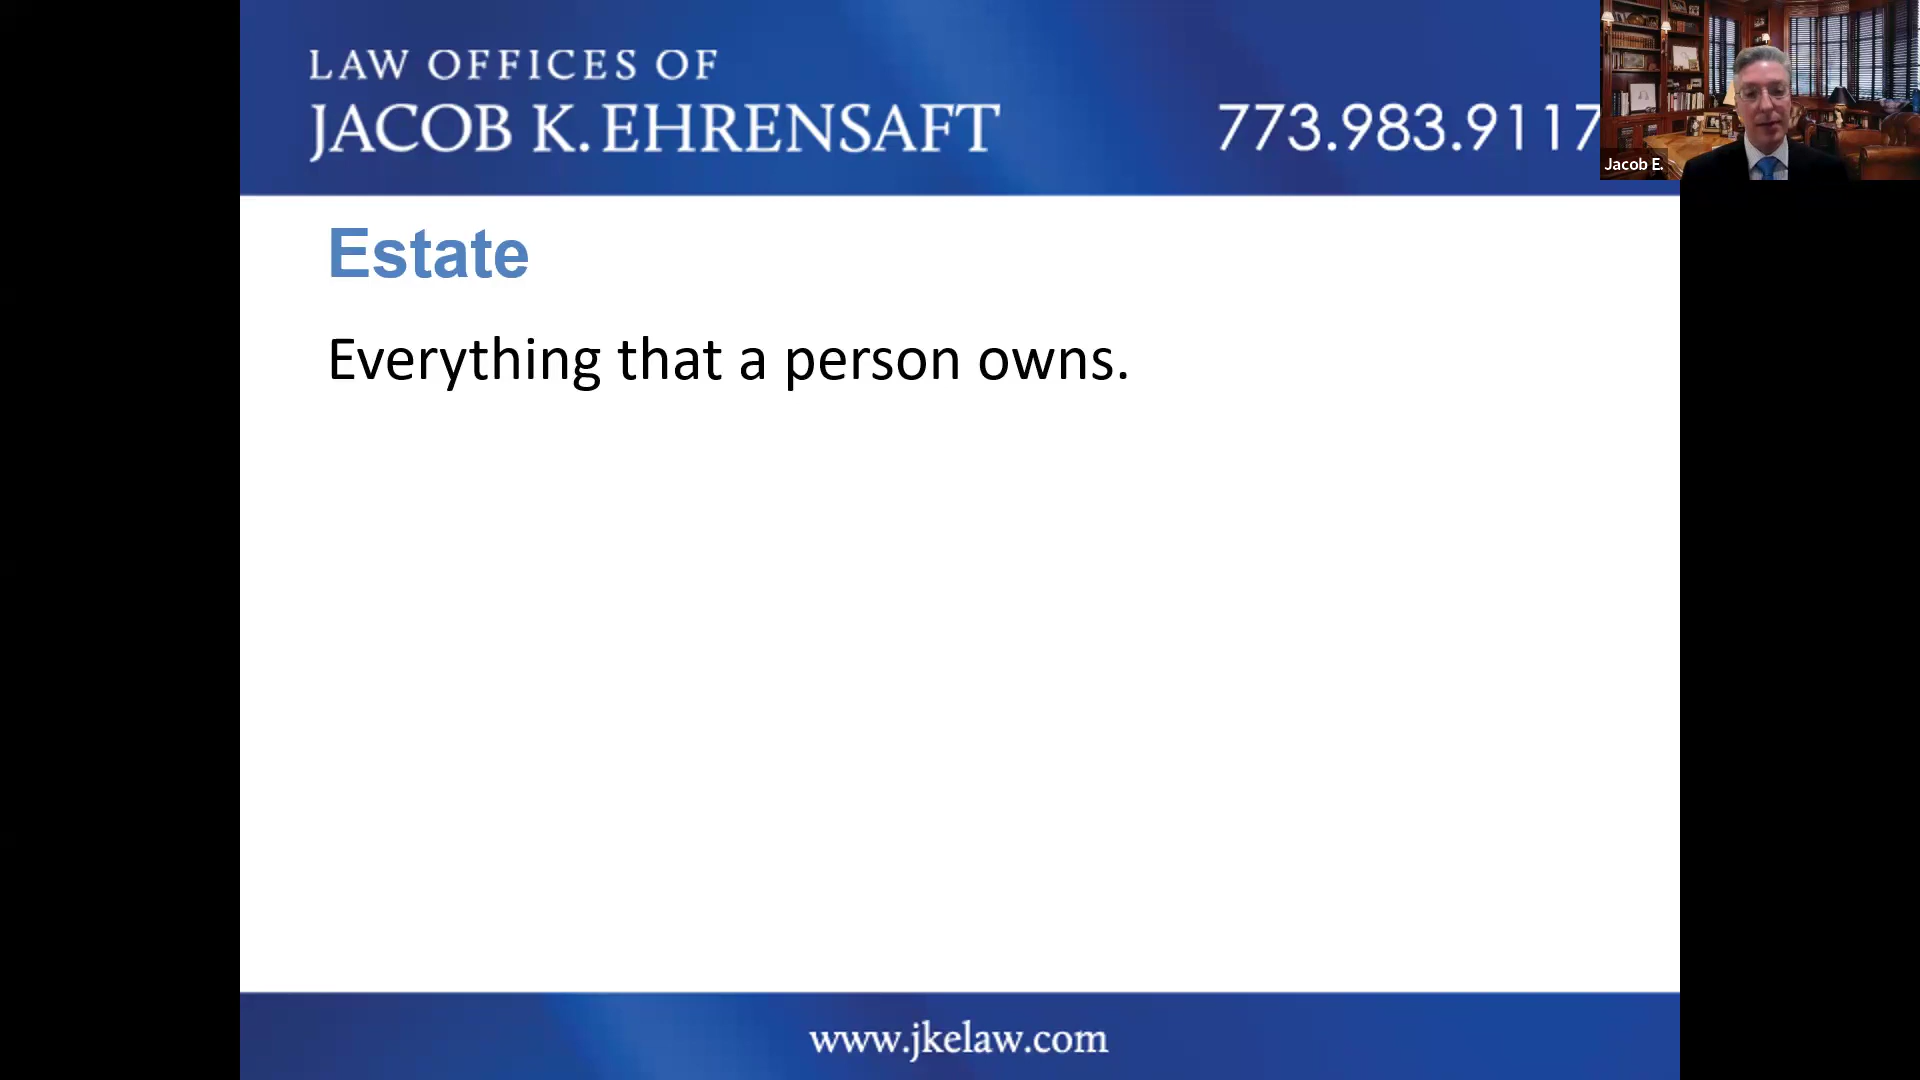 LAW OFFICES OF
JACOB K. EHRENSAFT
773.983.9117
Jacob E.
Estate
Everything that a person owns.
www.jkelaw.com